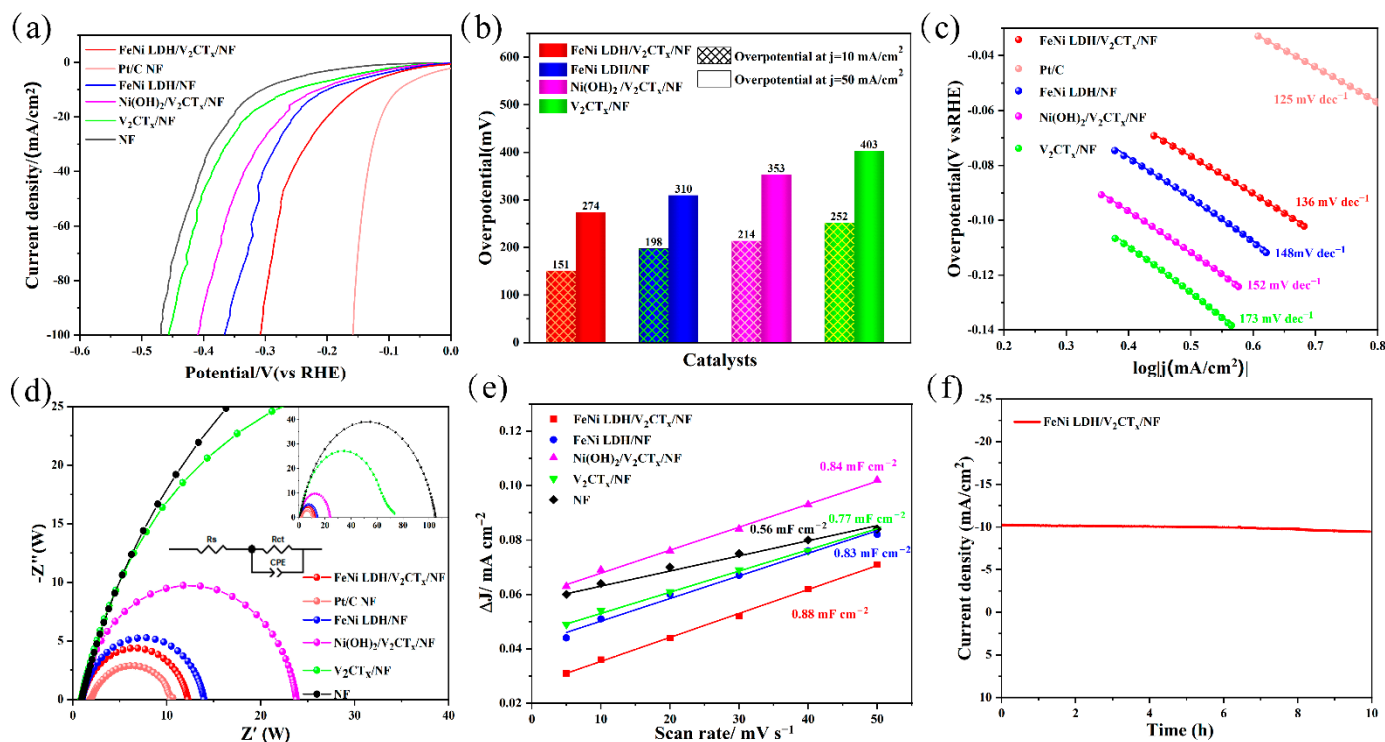 (a)
FeNi LDH/V₂CTₓ/NF
Pt/C NF
FeNi LDH/NF
Ni(OH)₂/V₂CTₓ/NF
V₂CTₓ/NF
NF
Current density/(mA/cm2)
0
-20
-40
-60
-80
-100
-0.6
-0.5
-0.4
-0.3
-0.2
-0.1
0.0
Potential/V(vs RHE)
(b)
FeNi LDH/V₂CTₓ/NF
FeNi LDH/NF
Ni(OH)₂/V₂CTₓ/NF
V₂CTₓ/NF
Overpotential at j=10 mA/cm²
Overpotential at j=50 mA/cm²
Overpotential(mV)
600
500
400
300
200
100
0
151
274
198
310
214
353
252
403
Catalysts
(c)
FeNi LDH/V₂CTₓ/NF
Pt/C
FeNi LDH/NF
Ni(OH)₂/V₂CTₓ/NF
V₂CTₓ/NF
125 mV dec⁻¹
136 mV dec⁻¹
148mV dec⁻¹
152 mV dec⁻¹
173 mV dec⁻¹
Overpotential(V vsRHE)
-0.04
-0.06
-0.08
-0.10
-0.12
-0.14
0.2
0.3
0.4
0.5
0.6
0.7
0.8
log|j(mA/cm²)|
(d)
-Z''(W)
25
20
15
10
5
0
40
30
20
10
0
0
20
40
60
80
100
Rs
Rct
CPE
FeNi LDH/V₂CTₓ/NF
Pt/C NF
FeNi LDH/NF
Ni(OH)₂/V₂CTₓ/NF
V₂CTₓ/NF
NF
0
10
20
30
40
Z′ (W)
(e)
FeNi LDH/V₂CTₓ/NF
FeNi LDH/NF
Ni(OH)₂/V₂CTₓ/NF
V₂CTₓ/NF
NF
0.84 mF cm⁻²
0.77 mF cm⁻²
0.56 mF cm⁻²
0.83 mF cm⁻²
0.88 mF cm⁻²
ΔJ/ mA cm⁻²
0.12
0.10
0.08
0.06
0.04
0.02
0
10
20
30
40
50
Scan rate/ mV s⁻¹
(f)
FeNi LDH/V₂CTₓ/NF
Current density (mA/cm²)
-25
-20
-15
-10
-5
0
5
10
0
2
4
6
8
10
Time (h)